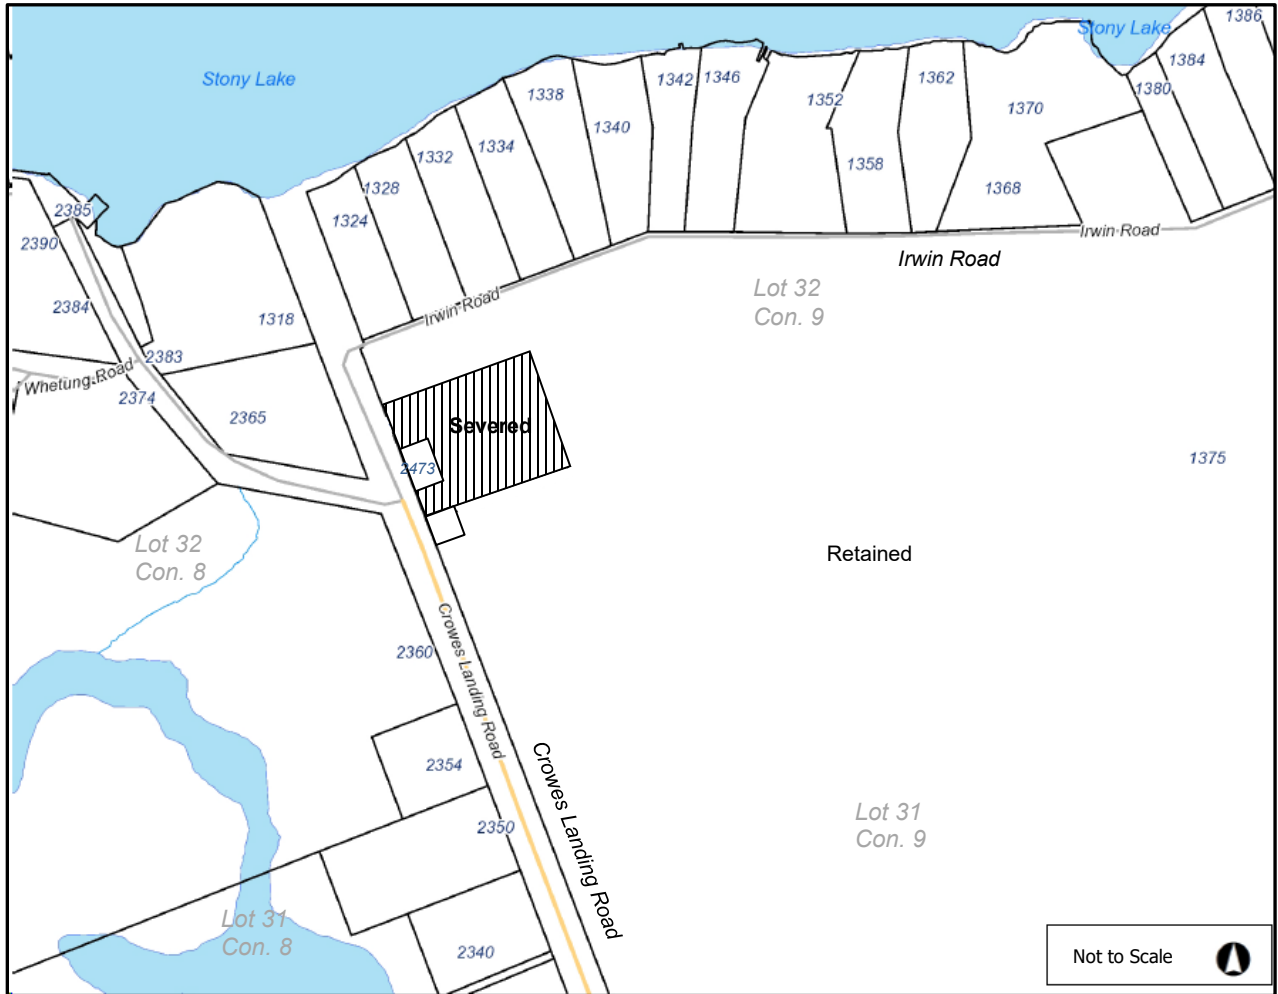 1386
Stony Lake
1384
Stony Lake
1342
1346
1362
1380
1338
1352
1370
1340
1332
1334
1358
1328
1368
2385
1324
2390
Irwin Road
Irwin Road
Lot 32
Con. 9
2384
Irwin Road
1318
2383
Whetung Road
2374
2365
Severed
2473
1375
Lot 32
Con. 8
Retained
Crowes Landing Road
2360
2354
Crowes Landing Road
2350
Lot 31
Con. 9
Lot 31
Con. 8
2340
Not to Scale